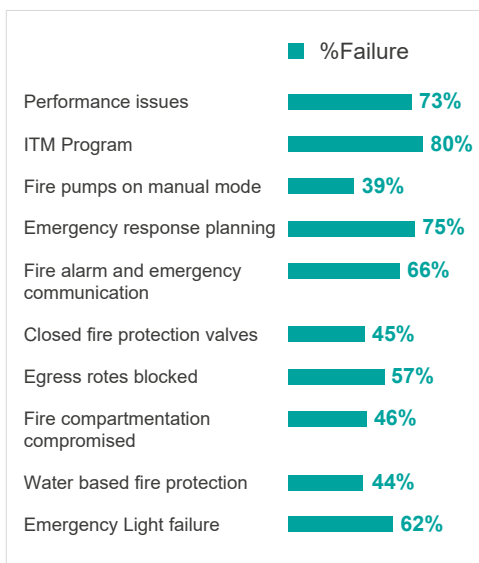 %Failure
Performance issues 73%
ITM Program 80%
Fire pumps on manual mode 39%
Emergency response planning 75%
Fire alarm and emergency 66%
communication
Closed fire protection valves 45%
Egress rotes blocked 57%
Fire compartmentation 46%
compromised
Water based fire protection 44%
Emergency Light failure 62%